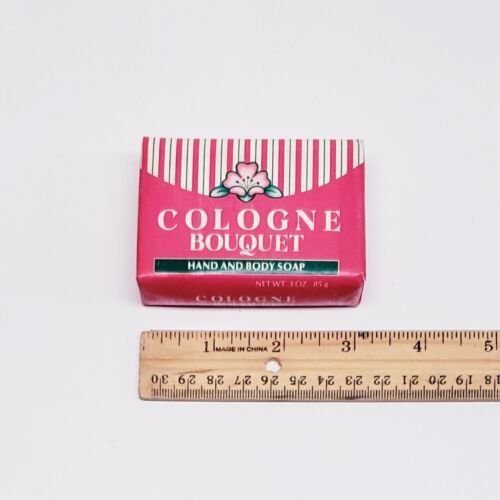 COLOGNE
BOUQUET
HAND AND BODY SOAP
NET WT. 3 OZ. 85 g
COLOGNE
1 MADE IN CHINA 2 3 4 5
30 29 28 27 26 25 24 23 22 21 20 19 18